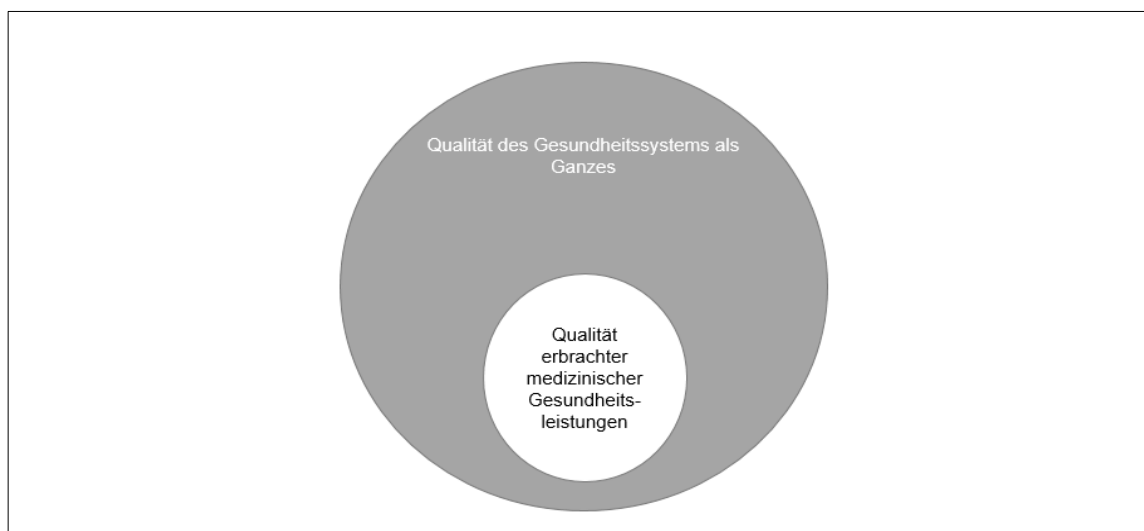 Qualität des Gesundheitssystems als
Ganzes
Qualität
erbrachter
medizinischer
Gesundheits-
leistungen